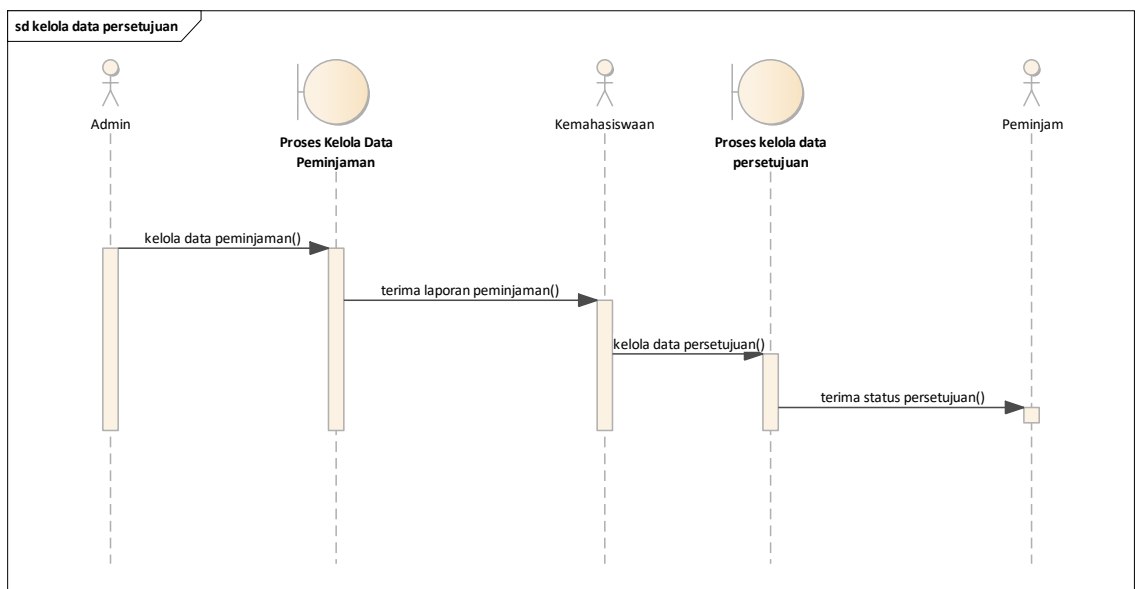 sd kelola data persetujuan
Admin
Proses Kelola Data
Peminjaman
Kemahasiswaan
Proses kelola data
persetujuan
Peminjam
kelola data peminjaman()
terima laporan peminjaman()
kelola data persetujuan()
terima status persetujuan()